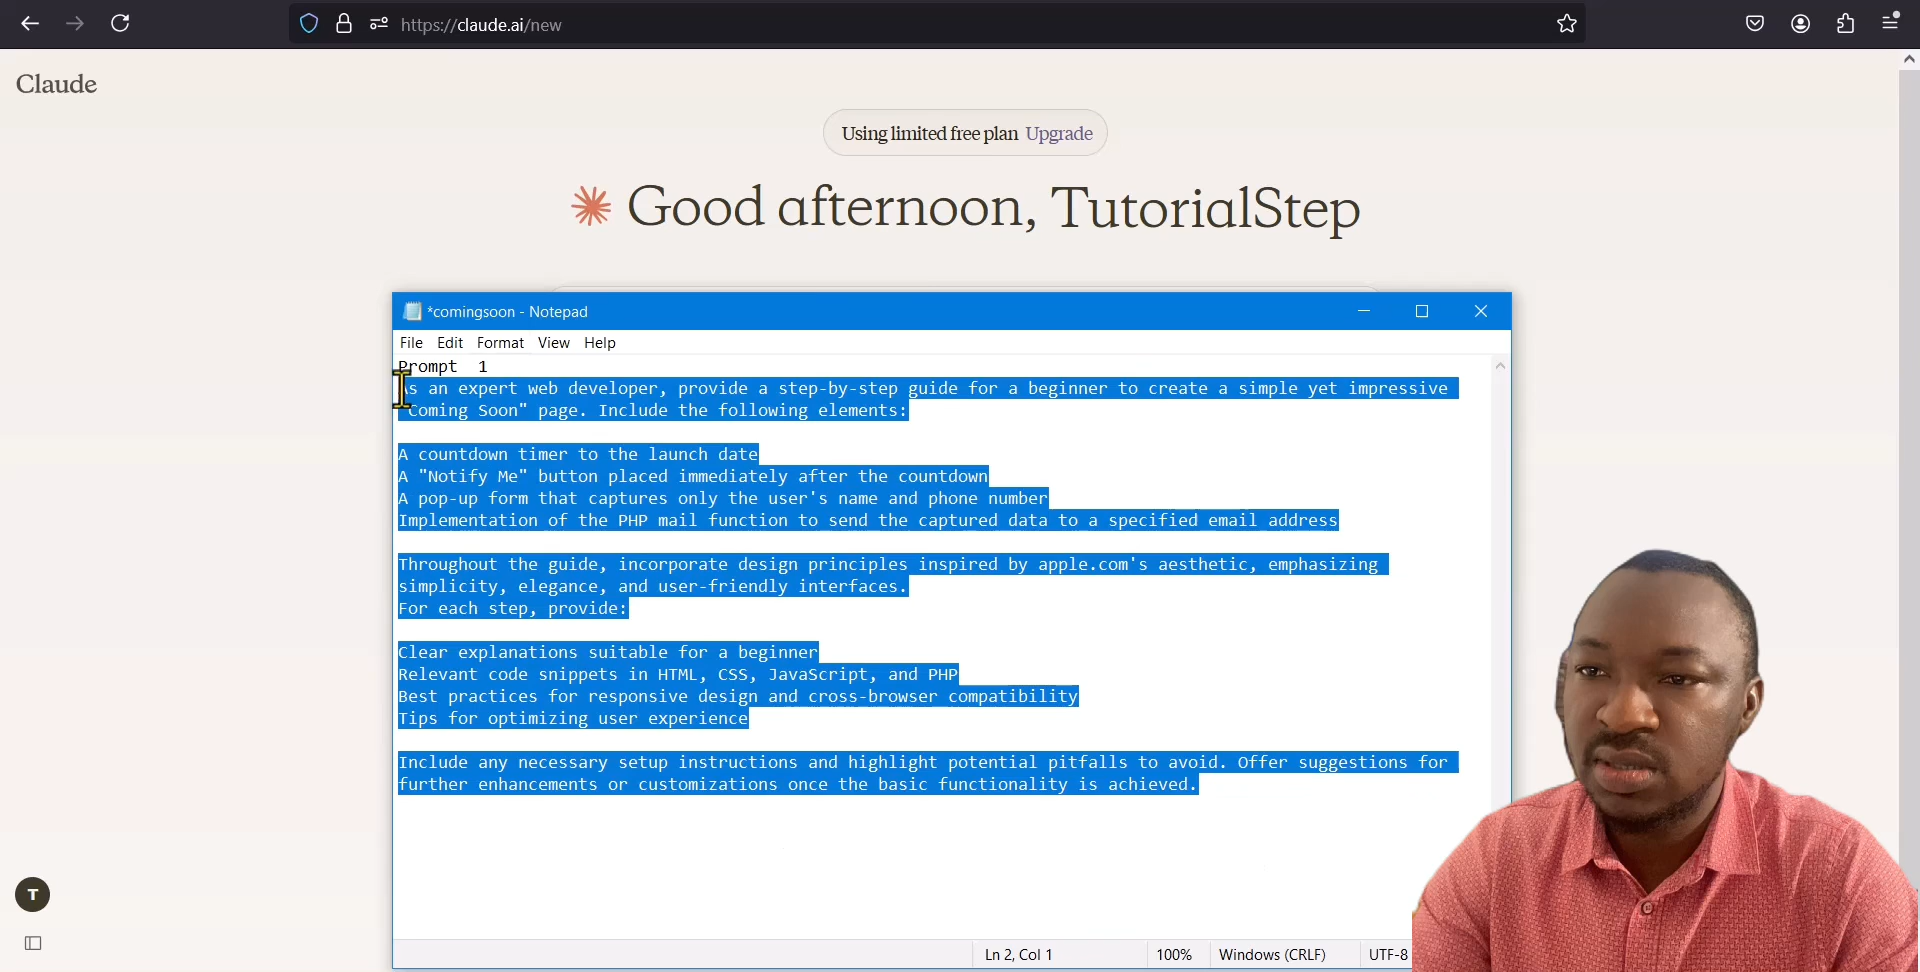 https://claude.ai/new
Claude
Using limited free plan Upgrade
Good afternoon, TutorialStep
*comingsoon - Notepad
File Edit Format View Help
Prompt 1
As an expert web developer, provide a step-by-step guide for a beginner to create a simple yet impressive
"Coming Soon" page. Include the following elements:
A countdown timer to the launch date
A "Notify Me" button placed immediately after the countdown
A pop-up form that captures only the user's name and phone number
Implementation of the PHP mail function to send the captured data to a specified email address
Throughout the guide, incorporate design principles inspired by apple.com's aesthetic, emphasizing
simplicity, elegance, and user-friendly interfaces.
For each step, provide:
Clear explanations suitable for a beginner
Relevant code snippets in HTML, CSS, JavaScript, and PHP
Best practices for responsive design and cross-browser compatibility
Tips for optimizing user experience
Include any necessary setup instructions and highlight potential pitfalls to avoid. Offer suggestions for
further enhancements or customizations once the basic functionality is achieved.
T
Ln 2, Col 1 100% Windows (CRLF) UTF-8